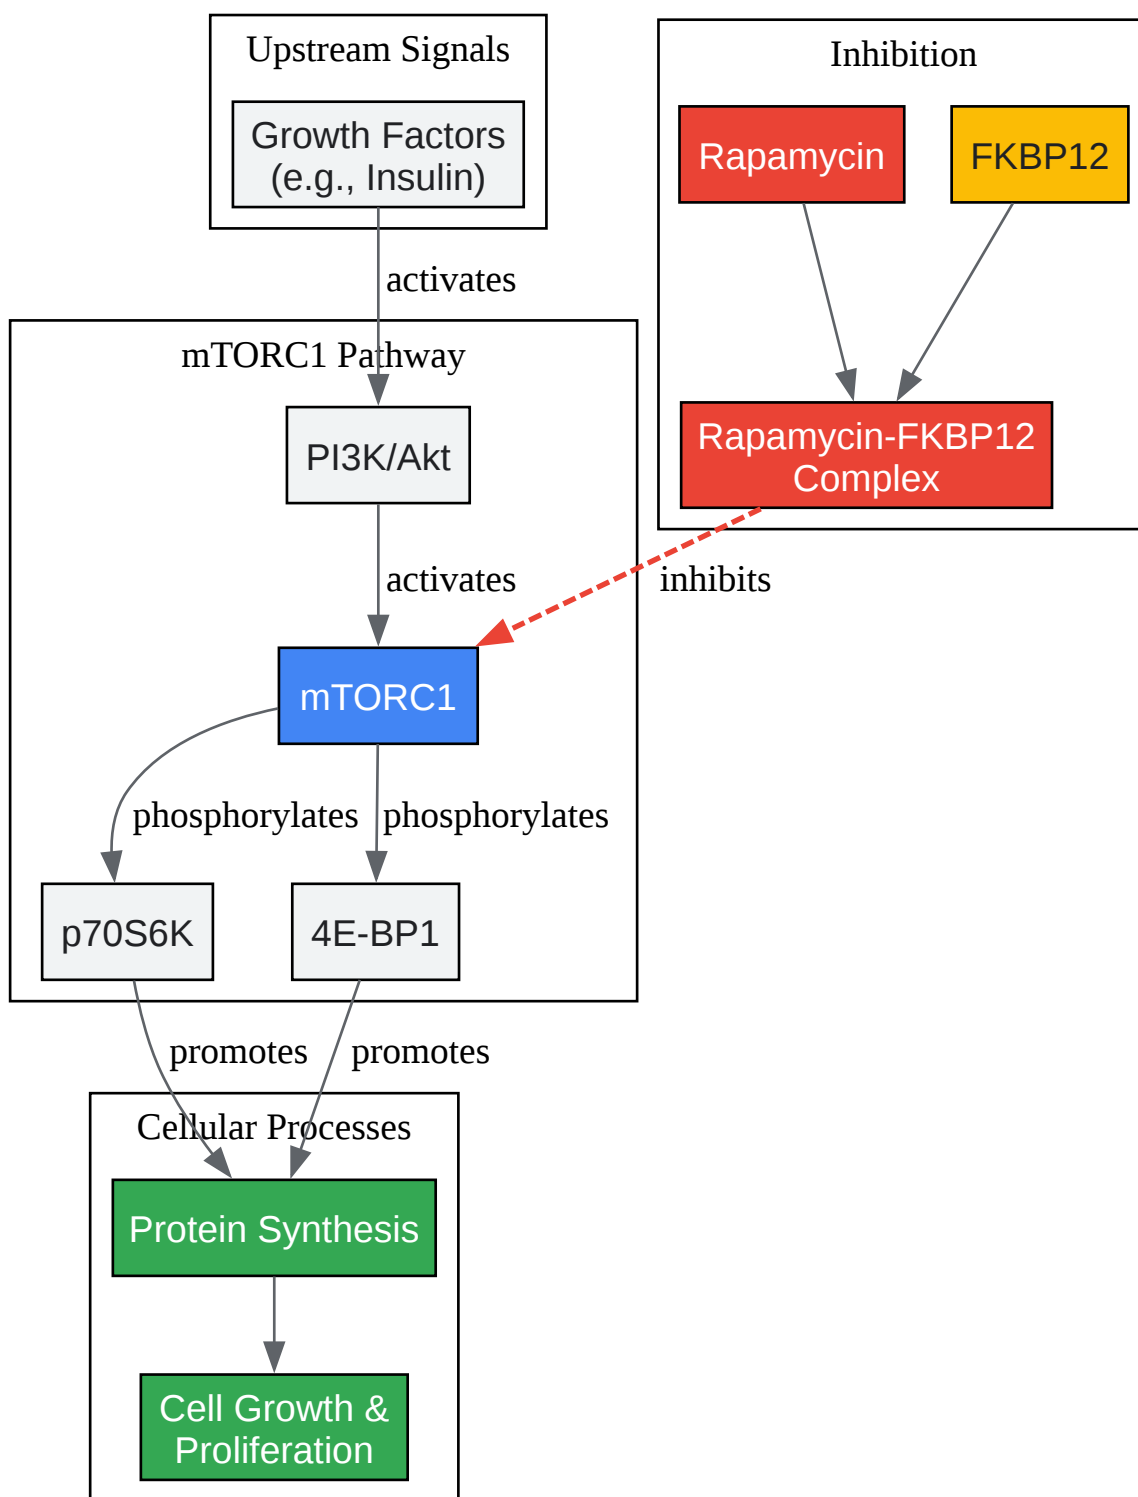 Upstream Signals
Growth Factors
(e.g., Insulin)
activates
mTORC1 Pathway
PI3K/Akt
activates
mTORC1
phosphorylates
phosphorylates
p70S6K
4E-BP1
promotes
promotes
Cellular Processes
Protein Synthesis
Cell Growth &
Proliferation
Inhibition
Rapamycin
FKBP12
Rapamycin-FKBP12
Complex
inhibits